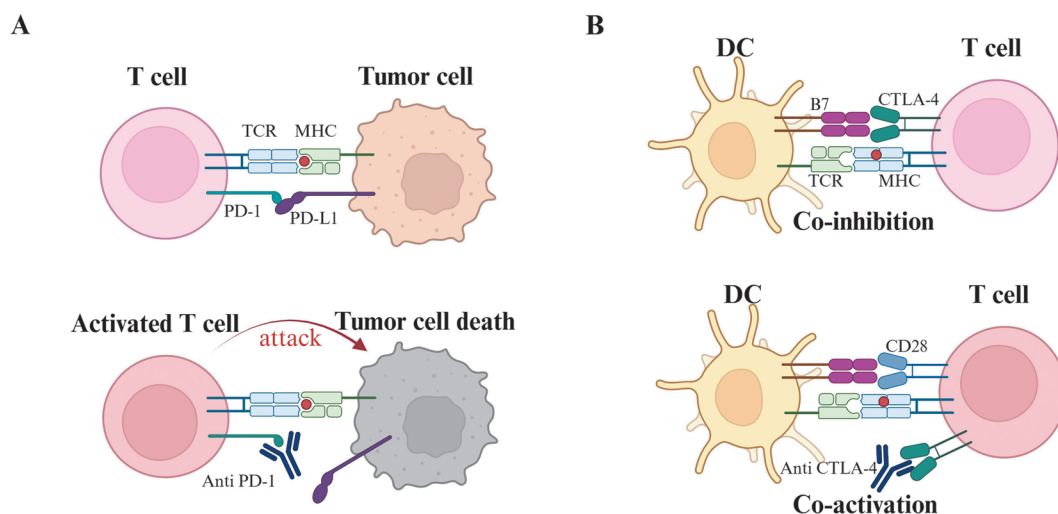 A
T cell
Tumor cell
TCR
MHC
PD-1
PD-L1
Activated T cell
attack
Tumor cell death
Anti PD-1
B
DC
T cell
B7
CTLA-4
TCR
MHC
Co-inhibition
DC
T cell
CD28
Anti CTLA-4
Co-activation